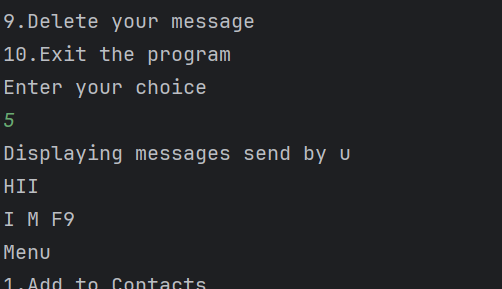 9.Delete your message
10.Exit the program
Enter your choice
5
Displaying messages send by u
HII
I M F9
Menu
1.Add to Contacts